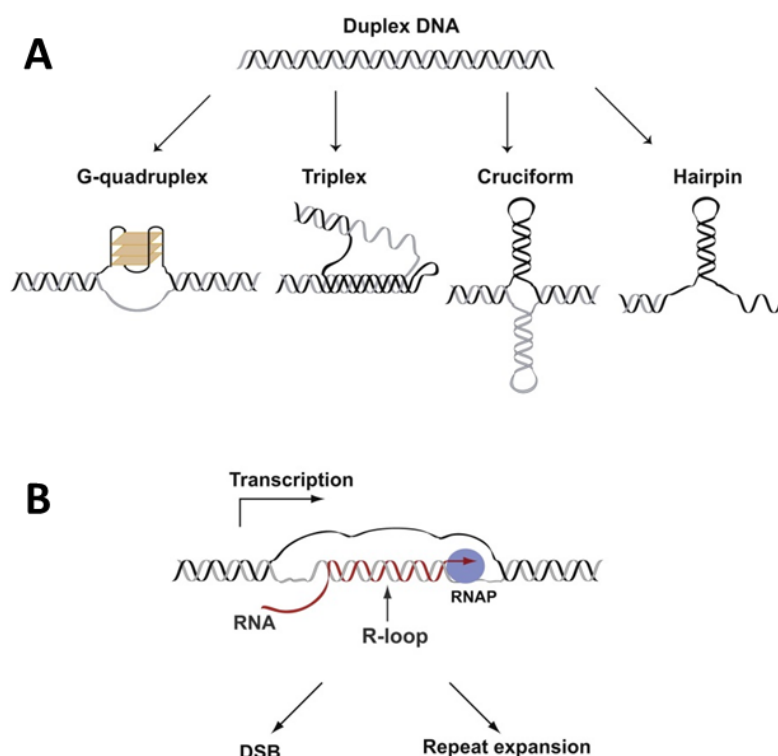 Duplex DNA
A
G-quadruplex Triplex Cruciform Hairpin
B
Transcription
RNA
RNAP
R-loop
DSB
Repeat expansion